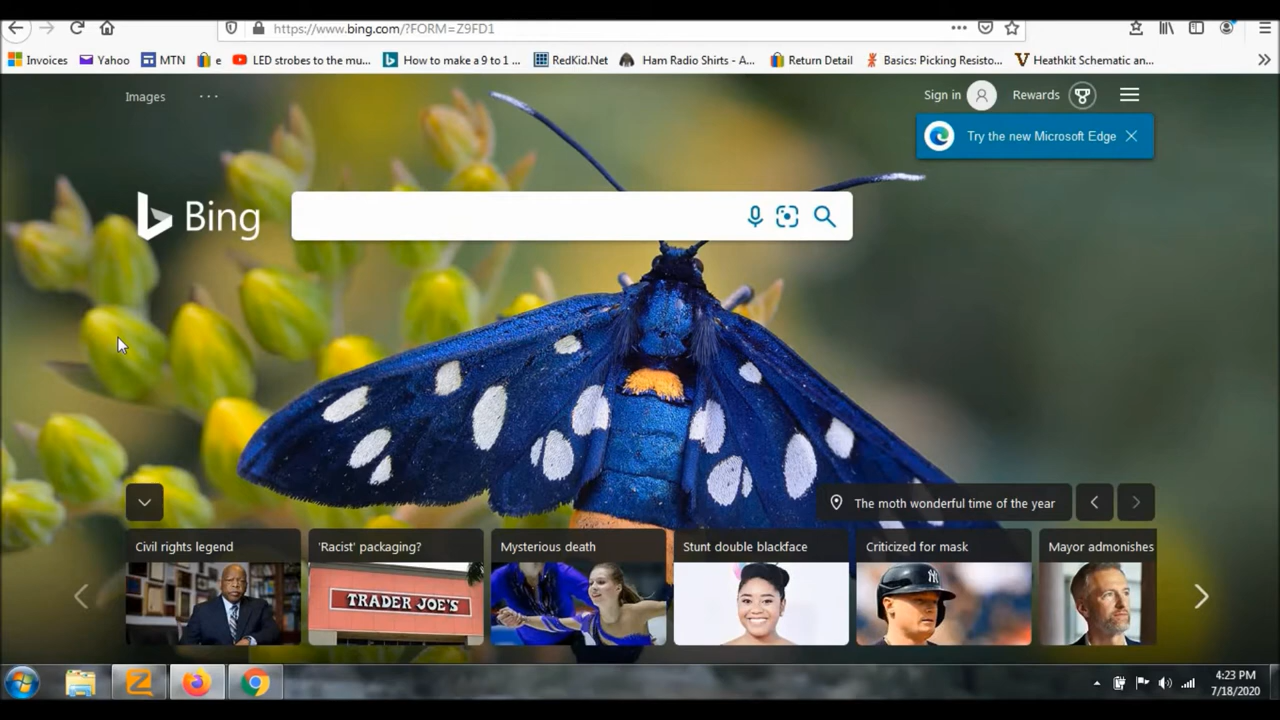 https://www.bing.com/?FORM=Z9FD1
Invoices Yahoo MTN e LED strobes to the mu... How to make a 9 to 1 ... RedKid.Net Ham Radio Shirts - A... Return Detail Basics: Picking Resisto... Heathkit Schematic an...
Images ... Sign in Rewards
Try the new Microsoft Edge
Bing
The moth wonderful time of the year
Civil rights legend 'Racist' packaging? Mysterious death Stunt double blackface Criticized for mask Mayor admonishes
TRADER JOE'S
4:23 PM
7/18/2020